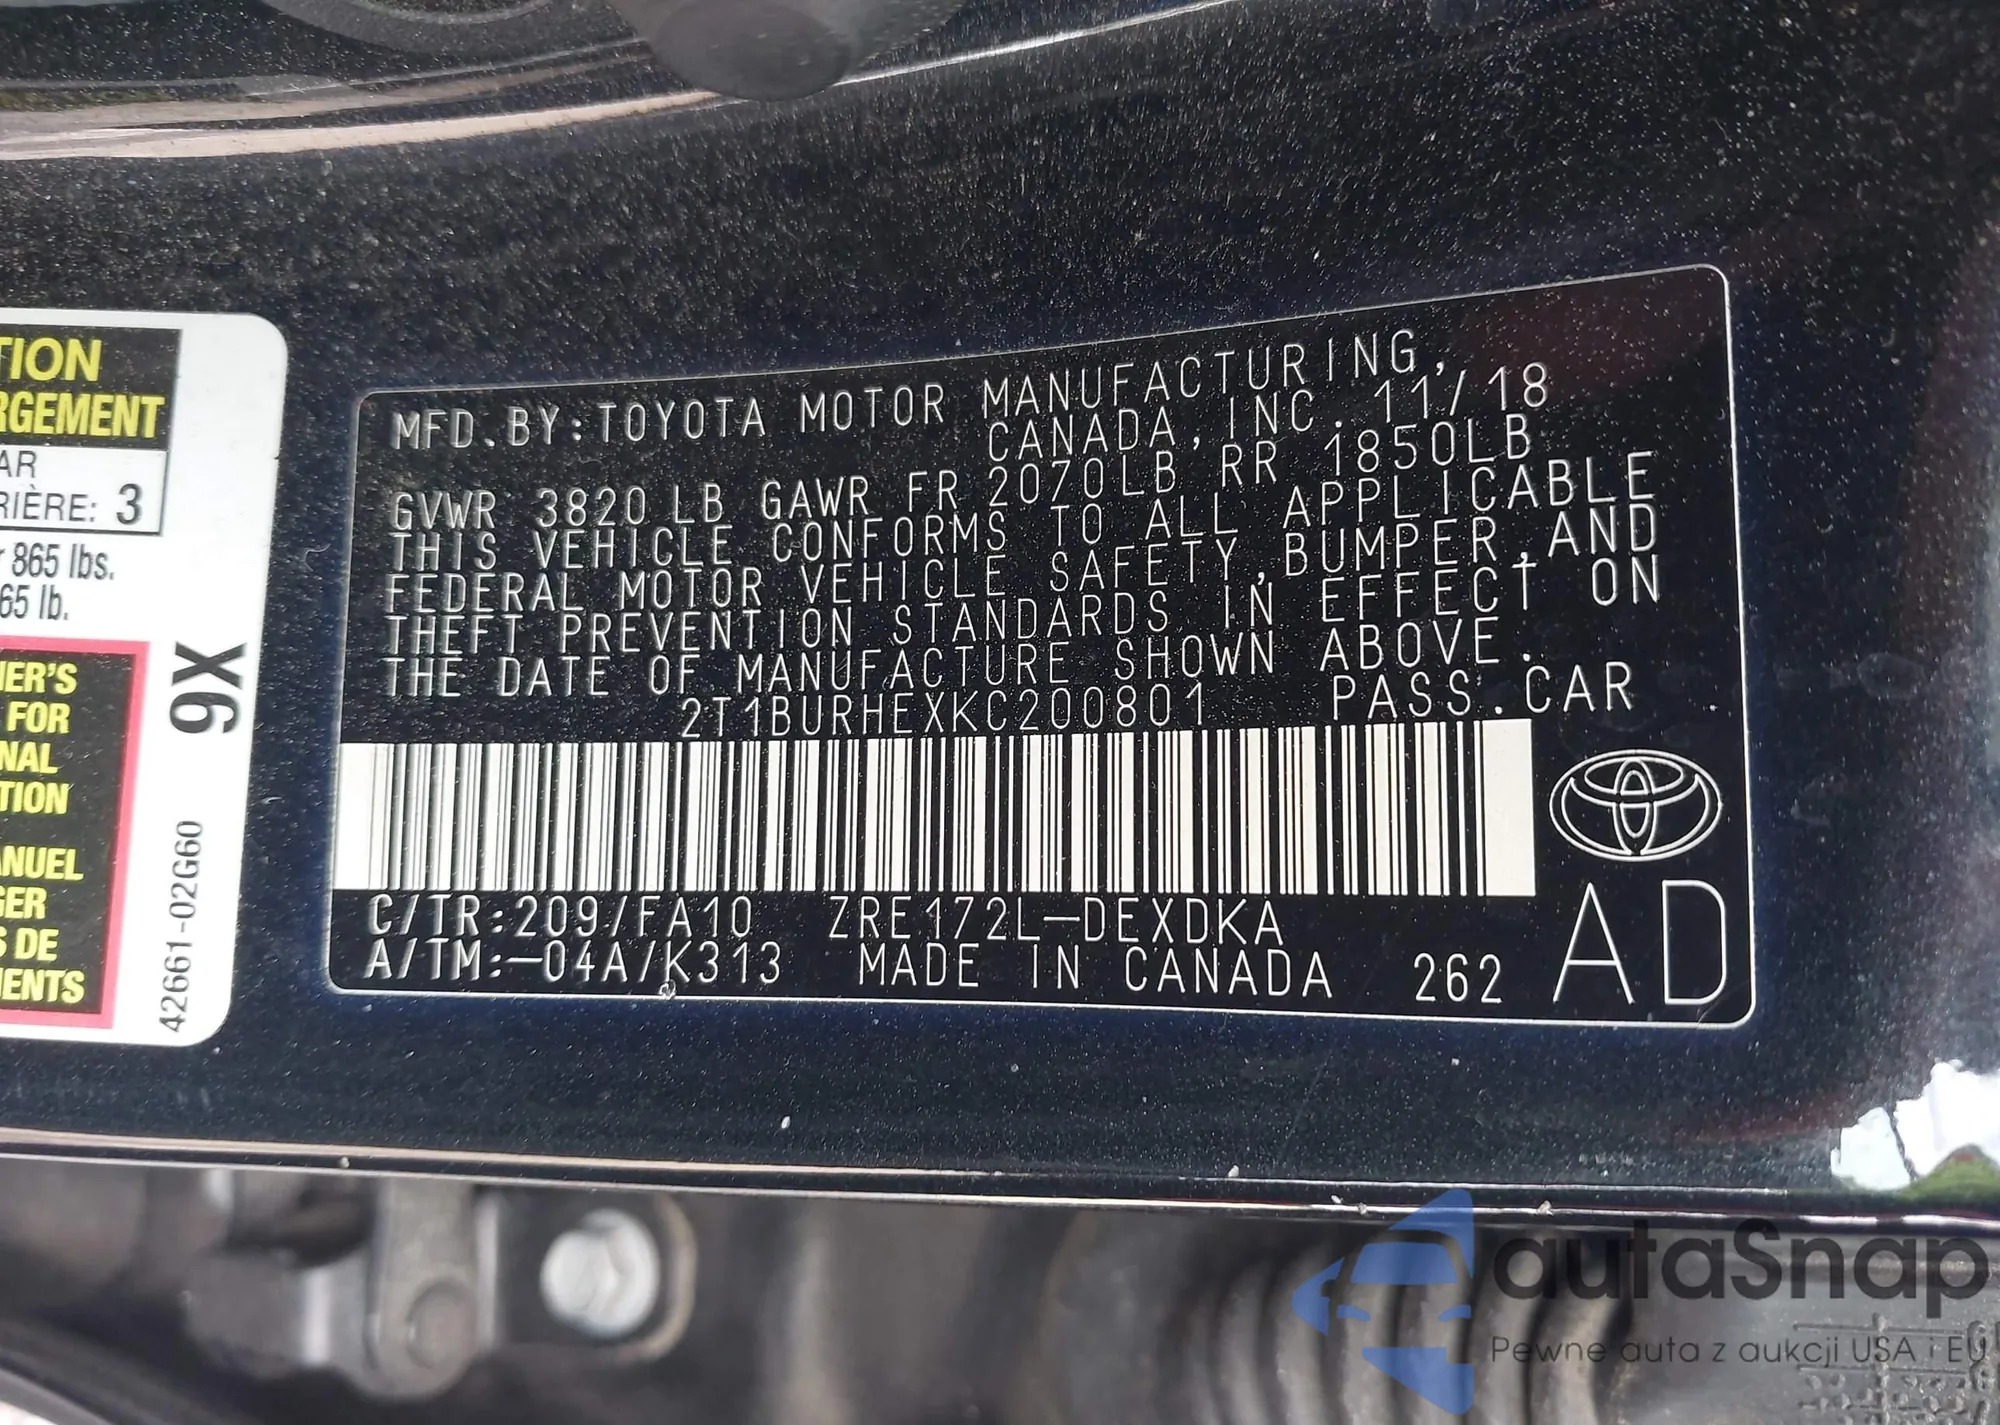 TION
RGEMENT
AR
RIÈRE: 3
r 865 lbs.
65 lb.
IER'S
FOR
NAL
TION
ANUEL
GER
S DE
MENTS
9X
426661-02G60
MFD.BY:TOYOTA MOTOR MANUFACTURING,
CANADA, INC. 11/18
GVWR 3820 LB GAWR FR 2070LB RR 1850LB
THIS VEHICLE CONFORMS TO ALL APPLICABLE
FEDERAL MOTOR VEHICLE SAFETY,BUMPER,AND
THEFT PREVENTION STANDARDS IN EFFECT ON
THE DATE OF MANUFACTURE SHOWN ABOVE.
2T1BURHEXKC200801 PASS.CAR
C/TR:209/FA10 ZRE172L-DEXDKA
A/TM:-04A/K313 MADE IN CANADA 262 AD
autaSnap
Pewne auta z aukcji USA i EU